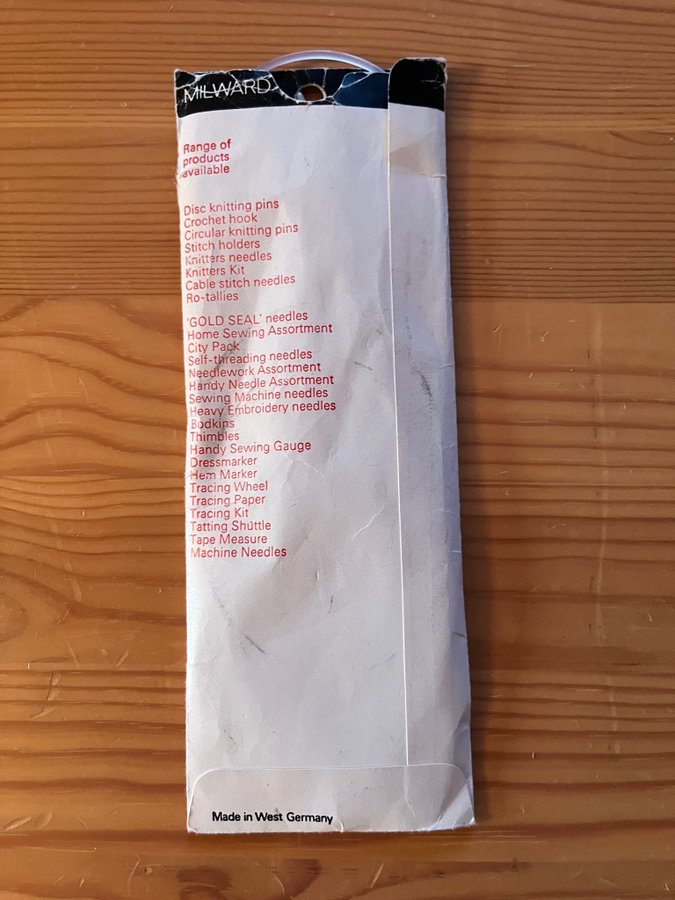 MILWARD
Range of
products
available
Disc knitting pins
Crochet hook
Circular knitting pins
Stitch holders
Knitters needles
Knitters Kit
Cable stitch needles
Ro-tallies
'GOLD SEAL' needles
Home Sewing Assortment
City Pack
Self-threading needles
Needlework Assortment
Handy Needle Assortment
Sewing Machine needles
Heavy Embroidery needles
Bodkins
Thimbles
Handy Sewing Gauge
Dressmarker
Hem Marker
Tracing Wheel
Tracing Paper
Tracing Kit
Tatting Shuttle
Tape Measure
Machine Needles
Made in West Germany